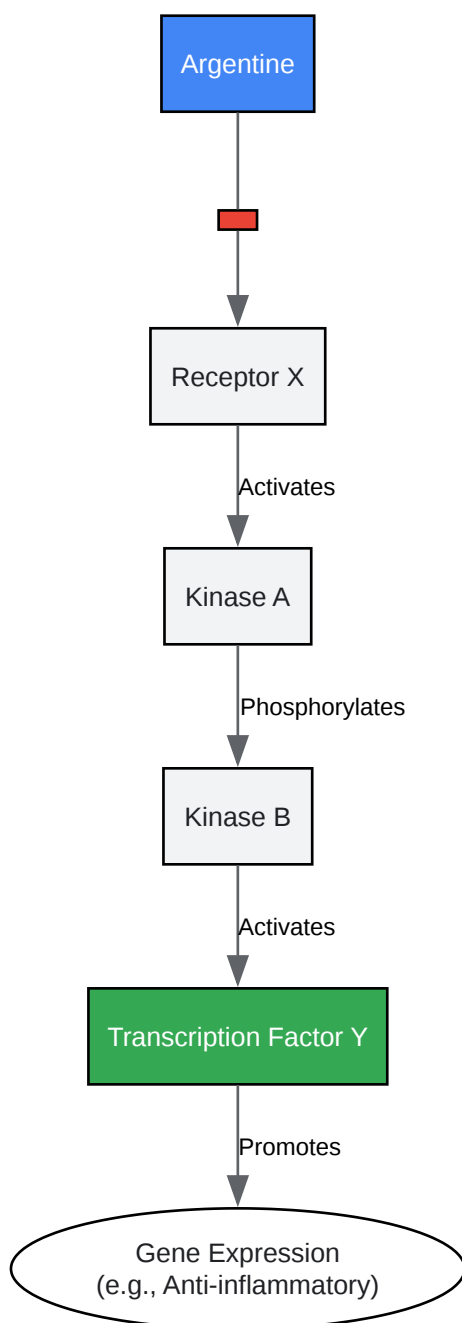 Argentine
Receptor X
Activates
Kinase A
Phosphorylates
Kinase B
Activates
Transcription Factor Y
Promotes
Gene Expression
(e.g., Anti-inflammatory)